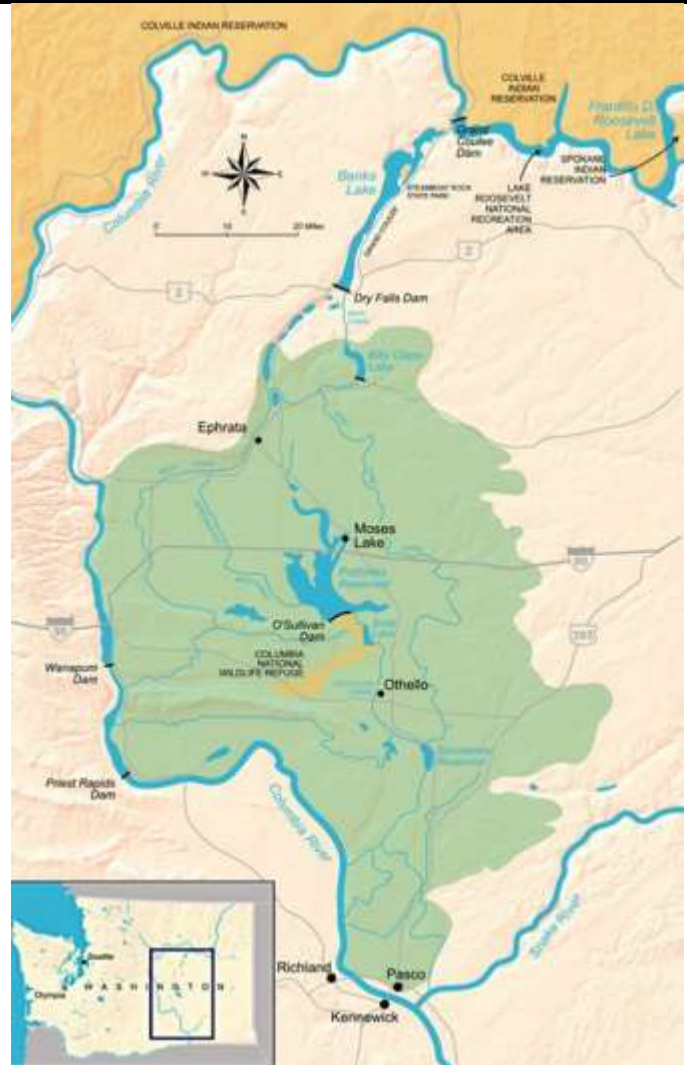 COLVILLE INDIAN RESERVATION
COLVILLE
INDIAN
RESERVATION
Franklin D.
Roosevelt
Lake
Grand
Coulee
Dam
SPOKANE
INDIAN
RESERVATION
Banks
Lake
STEAMBOAT ROCK
STATE PARK
LAKE
ROOSEVELT
NATIONAL
RECREATION
AREA
N
W
E
S
Columbia River
0 10 20 Miles
GRAND COULEE
2
2
Dry Falls Dam
Billy Clapp
Lake
Ephrata
Moses
Lake
90
90
O'Sullivan
Dam
395
COLUMBIA
NATIONAL
WILDLIFE REFUGE
Wanapum
Dam
Othello
Priest Rapids
Dam
Columbia River
Snake River
Richland
Pasco
Kennewick
Seattle
Olympia
WASHINGTON